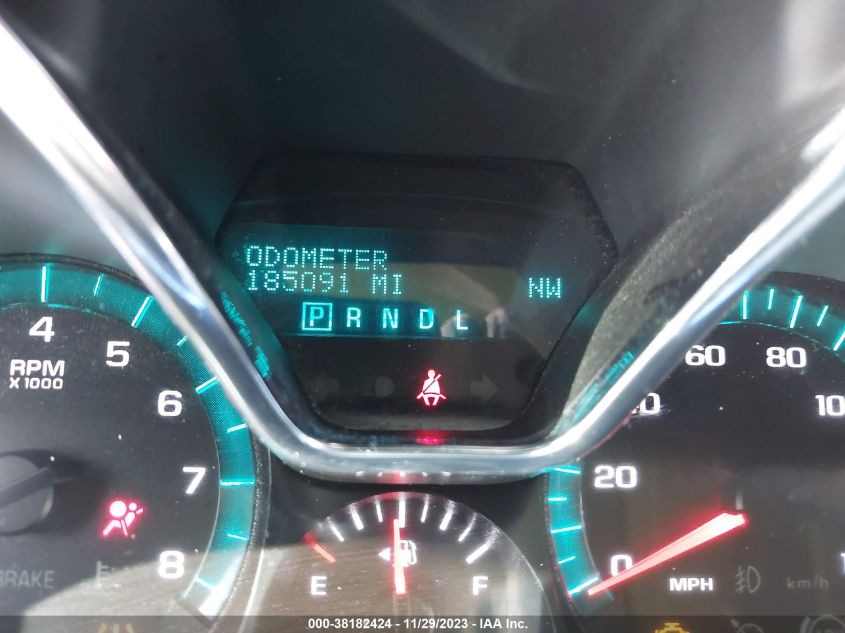 ODOMETER
185091 MI
NW
P R N D L
4
5
6
7
8
RPM
X1000
BRAKE
E
F
0
20
60
80
MPH
km/h
000-38182424 - 11/29/2023 - IAA Inc.